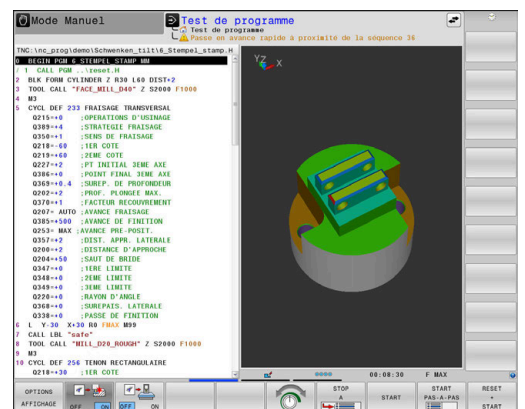 Mode Manuel
Test de programme
Test de programme
Passe en avance rapide à proximité de la séquence 36
TNC:\nc_prog\demo\Schwenken_tilt\6_Stempel_stamp.H
0 BEGIN PGM 6_STEMPEL_STAMP MM
/ 1 CALL PGM ..\reset.H
2 BLK FORM CYLINDER Z R30 L60 DIST+2
3 TOOL CALL "FACE_MILL_D40" Z S2000 F1000
4 M3
5 CYCL DEF 233 FRAISAGE TRANSVERSAL
Q215=+0 ;OPERATIONS D'USINAGE
Q389=+4 ;STRATEGIE FRAISAGE
Q350=+1 ;SENS DE FRAISAGE
Q218=-60 ;1ER COTE
Q219=+60 ;2EME COTE
Q227=+2 ;PT INITIAL 3EME AXE
Q386=+0 ;POINT FINAL 3EME AXE
Q369=+0.4 ;SUREP. DE PROFONDEUR
Q202=+2 ;PROF. PLONGEE MAX.
Q370=+1 ;FACTEUR RECOUVREMENT
Q207= AUTO ;AVANCE FRAISAGE
Q385=+500 ;AVANCE DE FINITION
Q253= MAX ;AVANCE PRE-POSIT.
Q357=+2 ;DIST. APPR. LATERALE
Q200=+2 ;DISTANCE D'APPROCHE
Q204=+50 ;SAUT DE BRIDE
Q347=+0 ;1ERE LIMITE
Q348=+0 ;2EME LIMITE
Q349=+0 ;3EME LIMITE
Q220=+0 ;RAYON D'ANGLE
Q368=+0 ;SUREPAIS. LATERALE
Q338=+0 ;PASSE DE FINITION
6 L Y-30 X+30 R0 FMAX M99
7 CALL LBL "safe"
8 TOOL CALL "MILL_D20_ROUGH" Z S2000 F1000
9 M3
10 CYCL DEF 256 TENON RECTANGULAIRE
Q218=+30 ;1ER COTE
YZ X
00:08:30 F MAX
OPTIONS AFFICHAGE
OFF ON
OFF ON
STOP A
START
START PAS-A-PAS
RESET + START